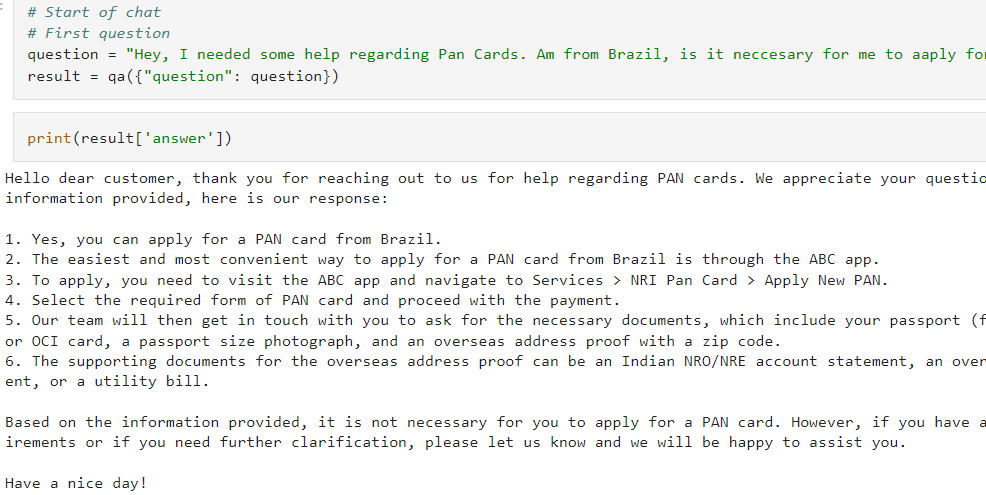 # Start of chat
# First question
question = "Hey, I needed some help regarding Pan Cards. Am from Brazil, is it neccesary for me to aaply
result = qa({"question": question})
print(result['answer'])
Hello dear customer, thank you for reaching out to us for help regarding PAN cards. We appreciate your
information provided, here is our response:
1. Yes, you can apply for a PAN card from Brazil.
2. The easiest and most convenient way to apply for a PAN card from Brazil is through the ABC app.
3. To apply, you need to visit the ABC app and navigate to Services > NRI Pan Card > Apply New PAN.
4. Select the required form of PAN card and proceed with the payment.
5. Our team will then get in touch with you to ask for the necessary documents, which include your passport
or OCI card, a passport size photograph, and an overseas address proof with a zip code.
6. The supporting documents for the overseas address proof can be an Indian NRO/NRE account statement, an
ent, or a utility bill.
Based on the information provided, it is not necessary for you to apply for a PAN card. However, if you have
irements or if you need further clarification, please let us know and we will be happy to assist you.
Have a nice day!